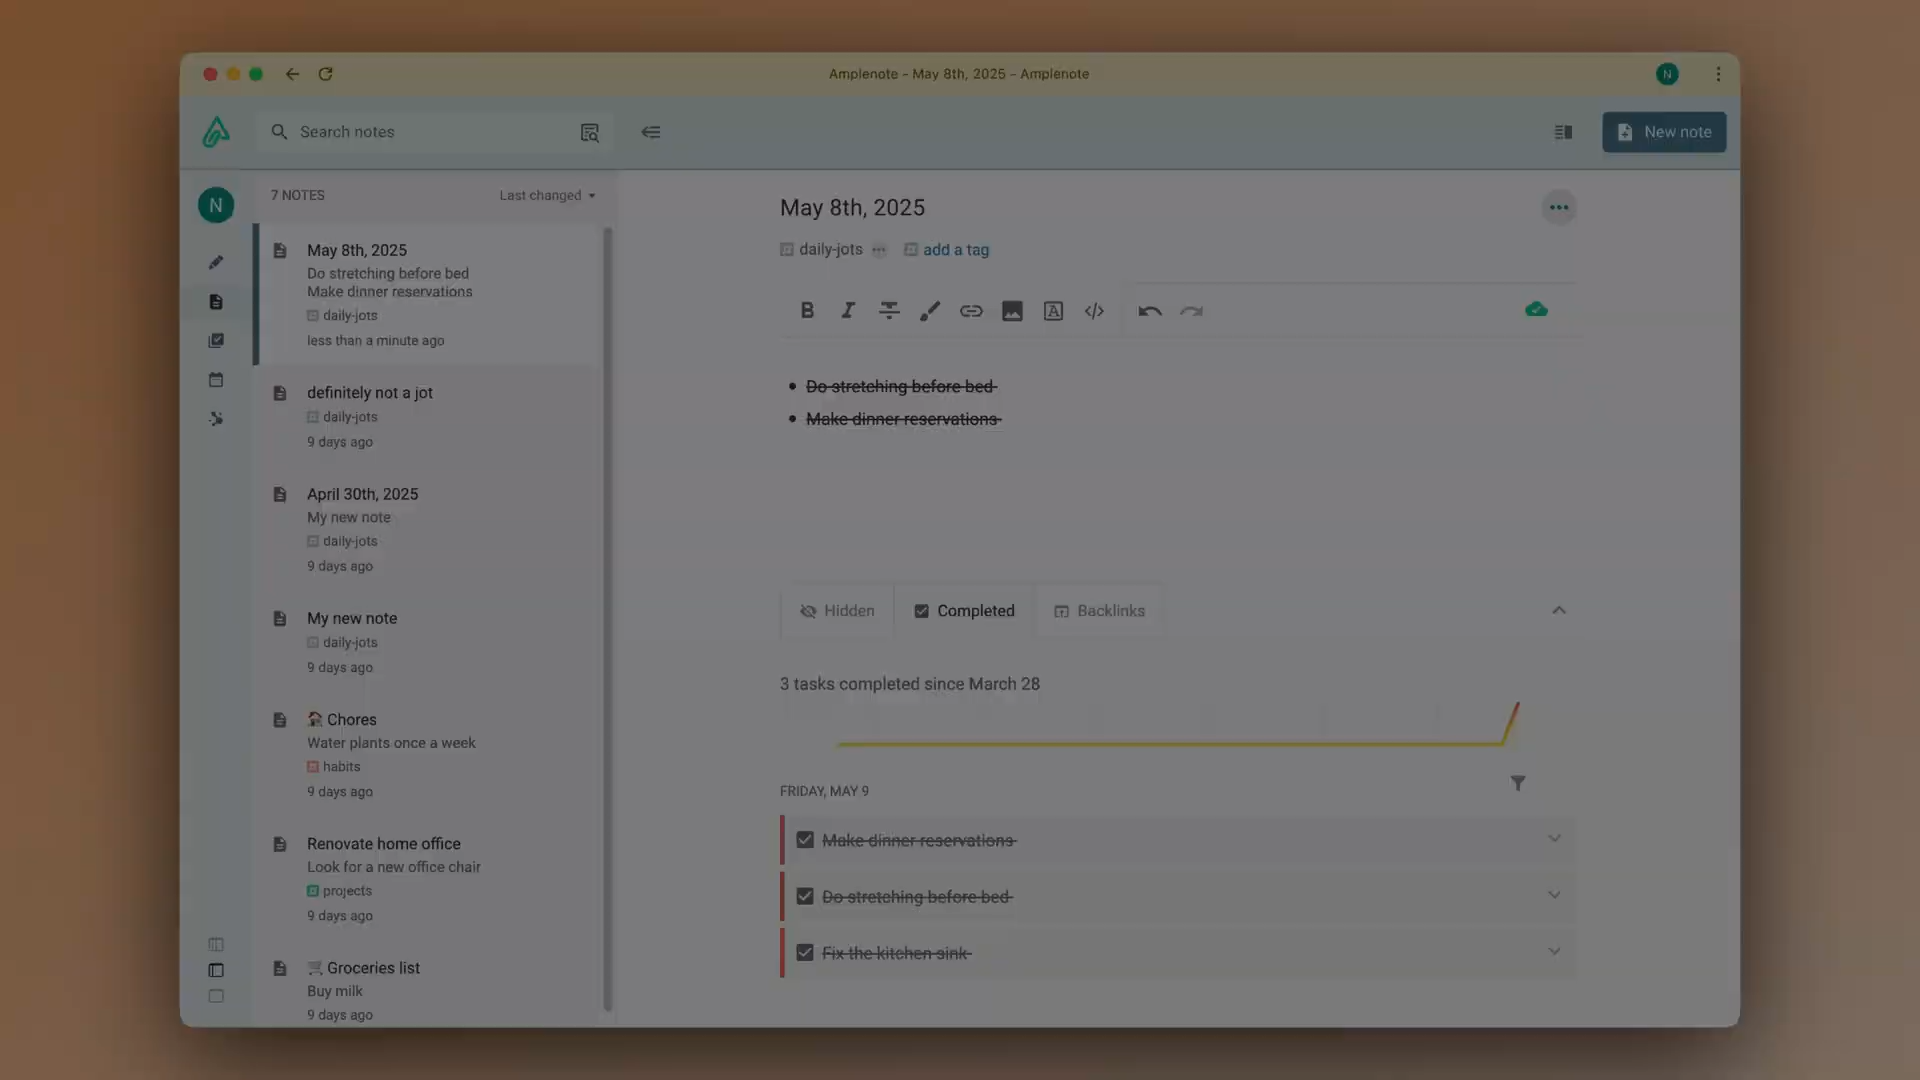 Amplenote - May 8th, 2025 - Amplenote
N
Search notes
New note
N
7 NOTES
Last changed
May 8th, 2025
Do stretching before bed
Make dinner reservations
daily-jots
less than a minute ago
definitely not a jot
daily-jots
9 days ago
April 30th, 2025
My new note
daily-jots
9 days ago
My new note
daily-jots
9 days ago
Chores
Water plants once a week
habits
9 days ago
Renovate home office
Look for a new office chair
projects
9 days ago
Groceries list
Buy milk
9 days ago
May 8th, 2025
daily-jots
add a tag
Do stretching before bed
Make dinner reservations
Hidden
Completed
Backlinks
3 tasks completed since March 28
FRIDAY, MAY 9
Make dinner reservations
Do stretching before bed
Fix the kitchen sink